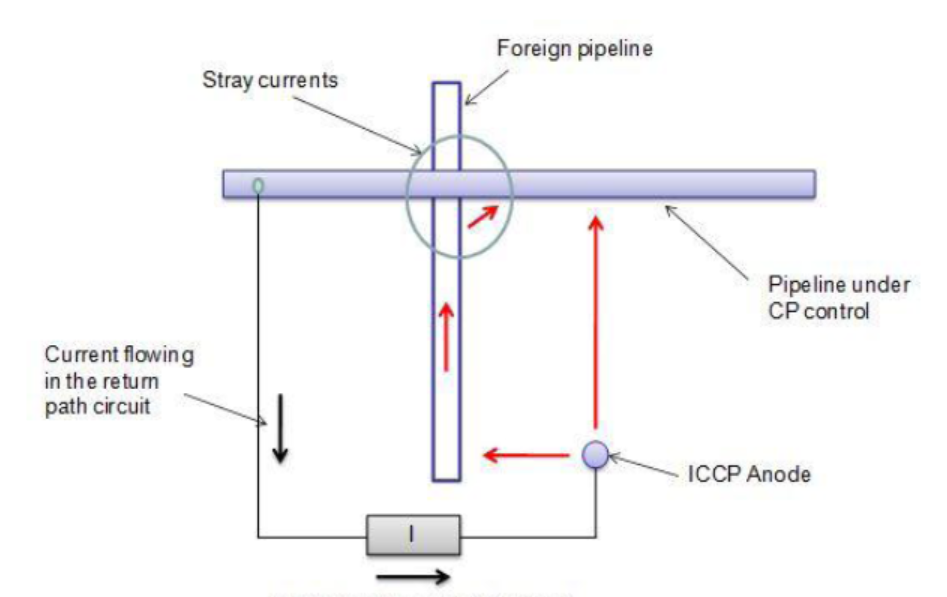 Foreign pipeline
Stray currents
Pipeline under
CP control
Current flowing
in the return
path circuit
ICCP Anode
I